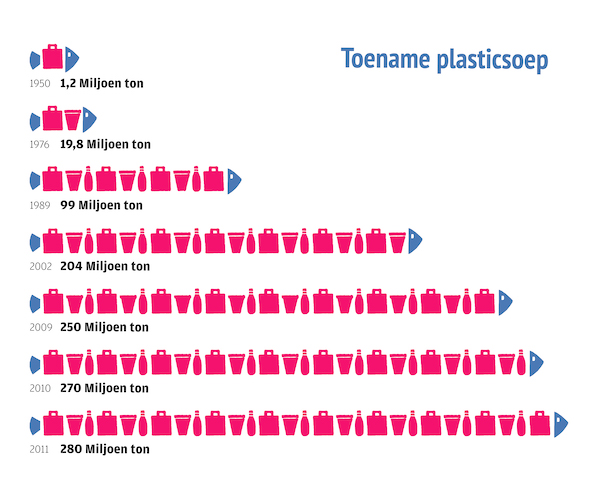 Toename plasticsoep
1950 1,2 Miljoen ton
1976 19,8 Miljoen ton
1989 99 Miljoen ton
2002 204 Miljoen ton
2009 250 Miljoen ton
2010 270 Miljoen ton
2011 280 Miljoen ton